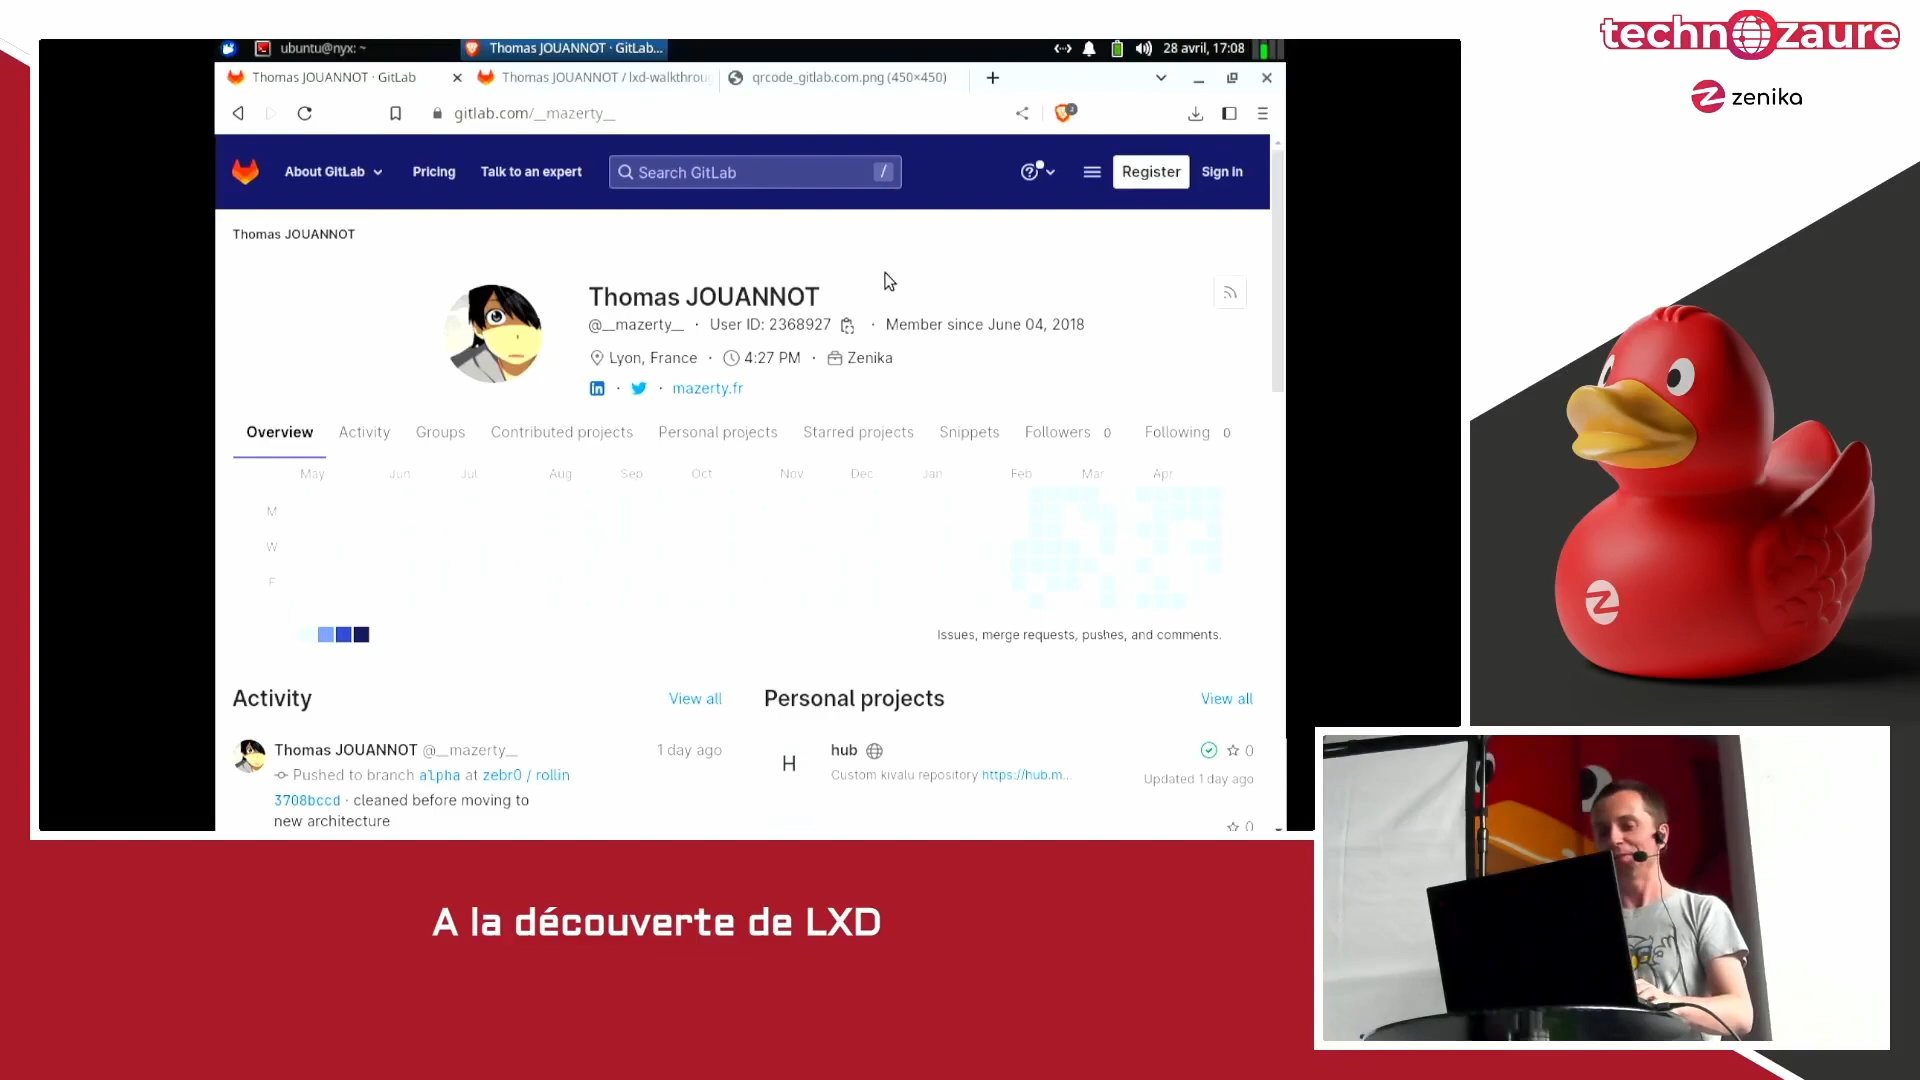 technozaure
zenika
ubuntu@nyx: ~
Thomas JOUANNOT · GitLab...
28 avril, 17:08
Thomas JOUANNOT · GitLab
Thomas JOUANNOT / lxd-walkthroug
qrcode_gitlab.com.png (450×450)
gitlab.com/__mazerty__
2
About GitLab
Pricing
Talk to an expert
Search GitLab
/
Register
Sign in
Thomas JOUANNOT
Thomas JOUANNOT
@__mazerty__ · User ID: 2368927 · Member since June 04, 2018
Lyon, France · 4:27 PM · Zenika
in · · mazerty.fr
Overview
Activity
Groups
Contributed projects
Personal projects
Starred projects
Snippets
Followers 0
Following 0
May Jun Jul Aug Sep Oct Nov Dec Jan Feb Mar Apr
M
W
F
Issues, merge requests, pushes, and comments.
Activity
View all
Thomas JOUANNOT @__mazerty__
1 day ago
Pushed to branch alpha at zebr0 / rollin
3708bccd · cleaned before moving to
new architecture
Personal projects
View all
H
hub
0
Custom kivalu repository https://hub.m...
Updated 1 day ago
0
A la découverte de LXD